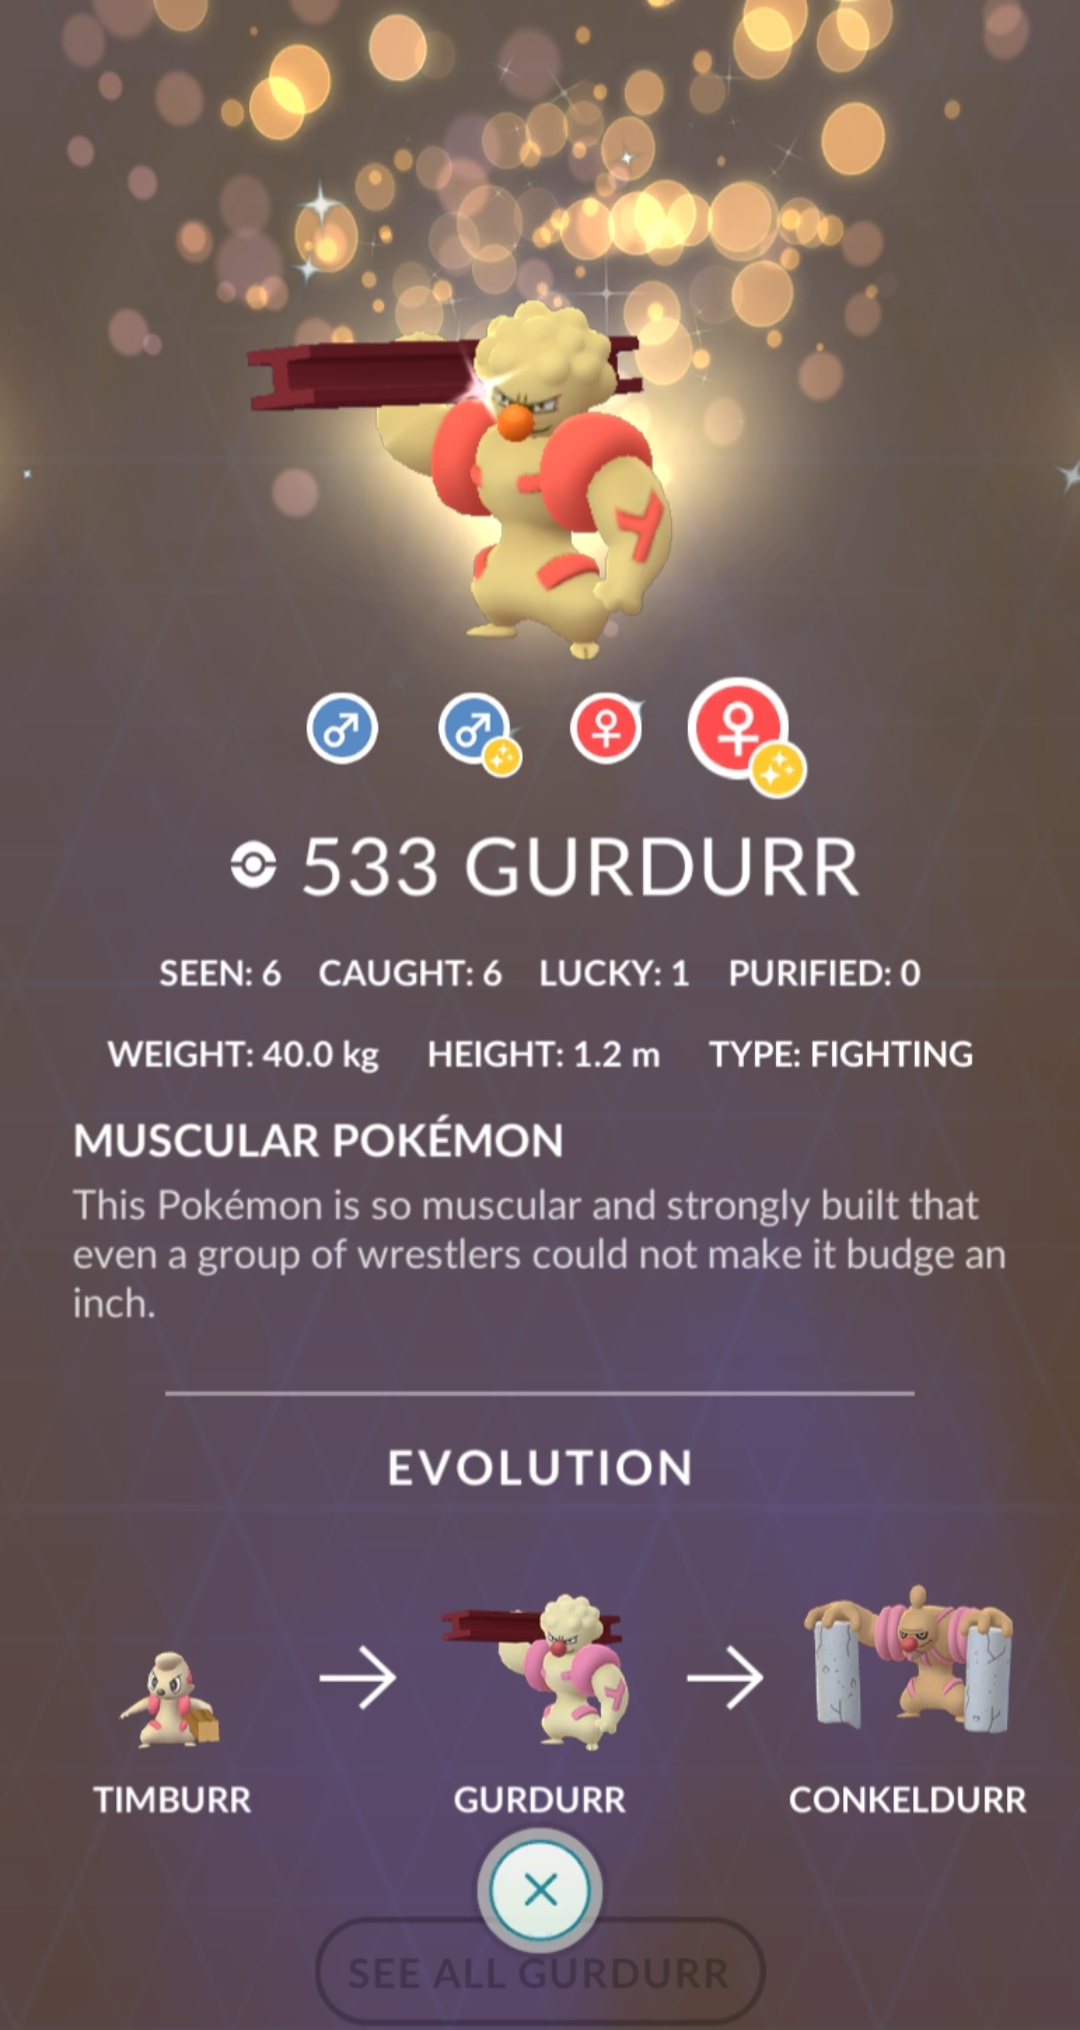 533 GURDURR
SEEN: 6 CAUGHT: 6 LUCKY: 1 PURIFIED: 0
WEIGHT: 40.0 kg HEIGHT: 1.2 m TYPE: FIGHTING
MUSCULAR POKÉMON
This Pokémon is so muscular and strongly built that
even a group of wrestlers could not make it budge an
inch.
EVOLUTION
TIMBURR GURDURR CONKELDURR
SEE ALL GURDURR